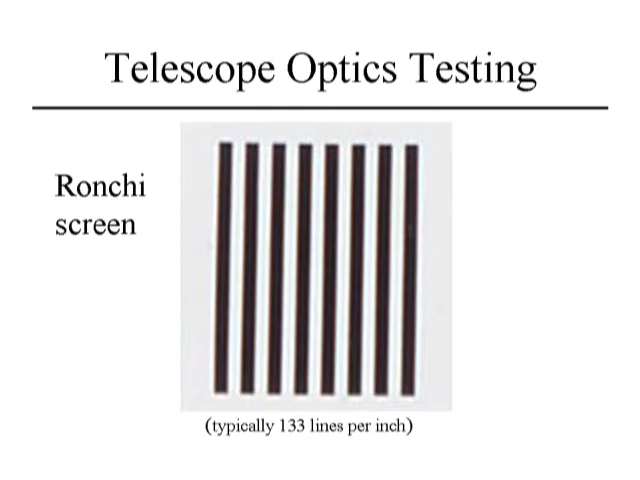 Telescope Optics Testing
Ronchi
screen
(typically 133 lines per inch)